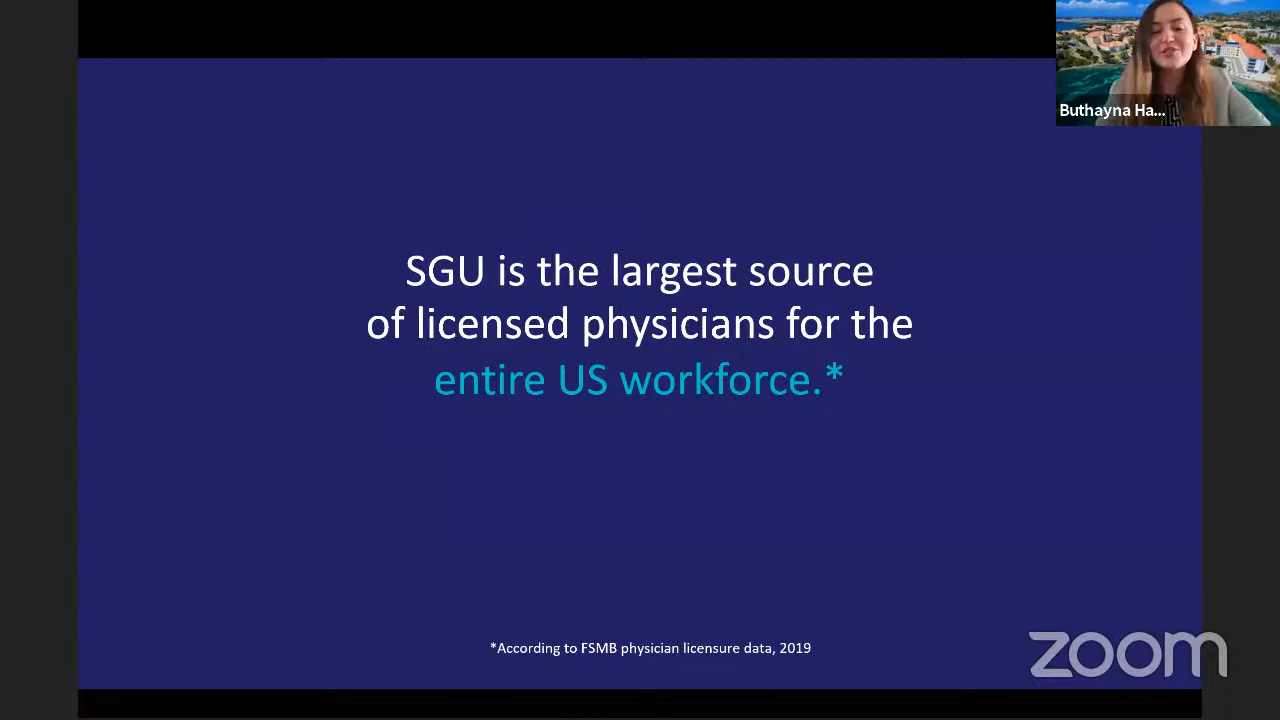 Buthayna Ha...
SGU is the largest source
of licensed physicians for the
entire US workforce.*
*According to FSMB physician licensure data, 2019
zoom